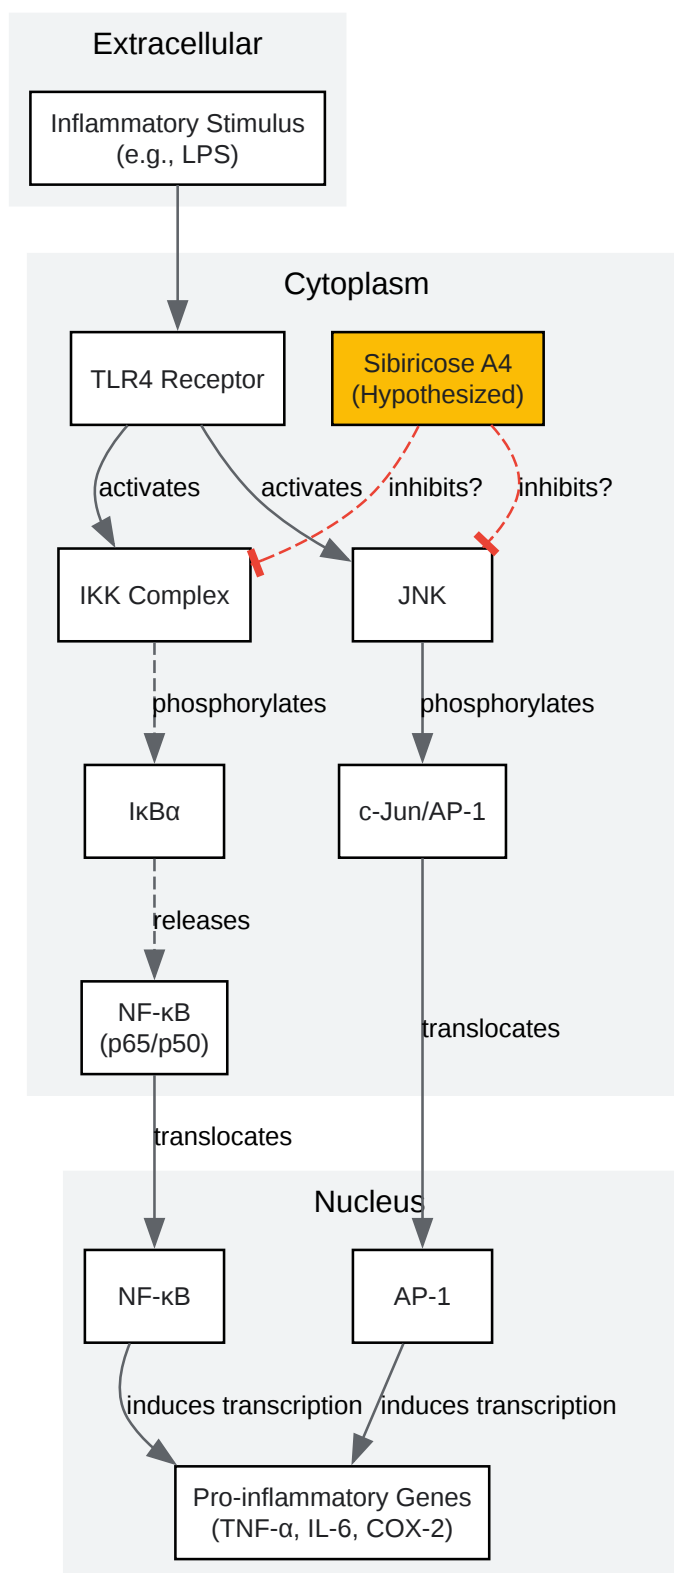 Extracellular
Inflammatory Stimulus
(e.g., LPS)
Cytoplasm
TLR4 Receptor
Sibiricose A4
(Hypothesized)
activates
activates
inhibits?
inhibits?
IKK Complex
JNK
phosphorylates
phosphorylates
IκBα
c-Jun/AP-1
releases
NF-κB
(p65/p50)
translocates
translocates
Nucleus
NF-κB
AP-1
induces transcription
induces transcription
Pro-inflammatory Genes
(TNF-α, IL-6, COX-2)